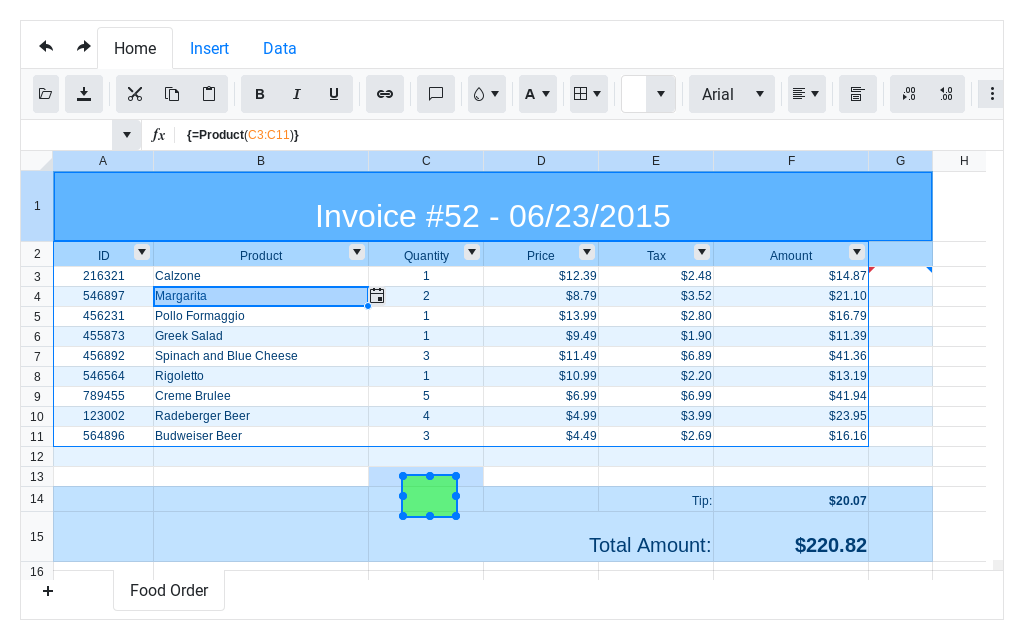 Home Insert Data
B I U A Arial .00 .00
fx {=Product(C3:C11)}
A B C D E F G H
1 Invoice #52 - 06/23/2015
2 ID Product Quantity Price Tax Amount
3 216321 Calzone 1 $12.39 $2.48 $14.87
4 546897 Margarita 2 $8.79 $3.52 $21.10
5 456231 Pollo Formaggio 1 $13.99 $2.80 $16.79
6 455873 Greek Salad 1 $9.49 $1.90 $11.39
7 456892 Spinach and Blue Cheese 3 $11.49 $6.89 $41.36
8 546564 Rigoletto 1 $10.99 $2.20 $13.19
9 789455 Creme Brulee 5 $6.99 $6.99 $41.94
10 123002 Radeberger Beer 4 $4.99 $3.99 $23.95
11 564896 Budweiser Beer 3 $4.49 $2.69 $16.16
12
13
14 Tip: $20.07
15 Total Amount: $220.82
16
+ Food Order